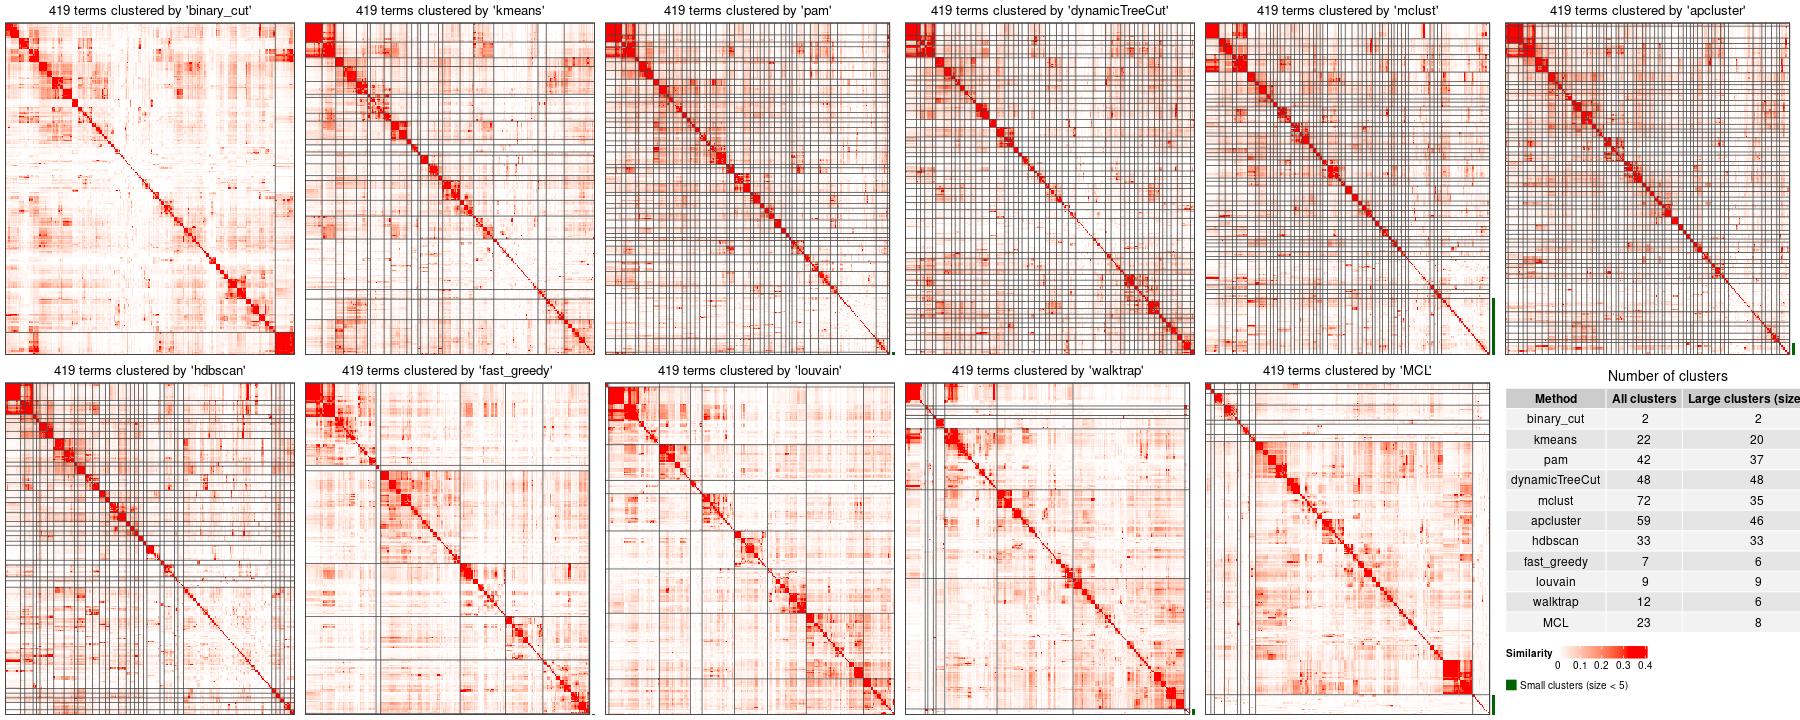 419 terms clustered by 'binary_cut'
419 terms clustered by 'kmeans'
419 terms clustered by 'pam'
419 terms clustered by 'dynamicTreeCut'
419 terms clustered by 'mclust'
419 terms clustered by 'apcluster'
419 terms clustered by 'hdbscan'
419 terms clustered by 'fast_greedy'
419 terms clustered by 'louvain'
419 terms clustered by 'walktrap'
419 terms clustered by 'MCL'
Number of clusters
Method All clusters Large clusters (size
binary_cut 2 2
kmeans 22 20
pam 42 37
dynamicTreeCut 48 48
mclust 72 35
apcluster 59 46
hdbscan 33 33
fast_greedy 7 6
louvain 9 9
walktrap 12 6
MCL 23 8
Similarity
0 0.1 0.2 0.3 0.4
Small clusters (size < 5)